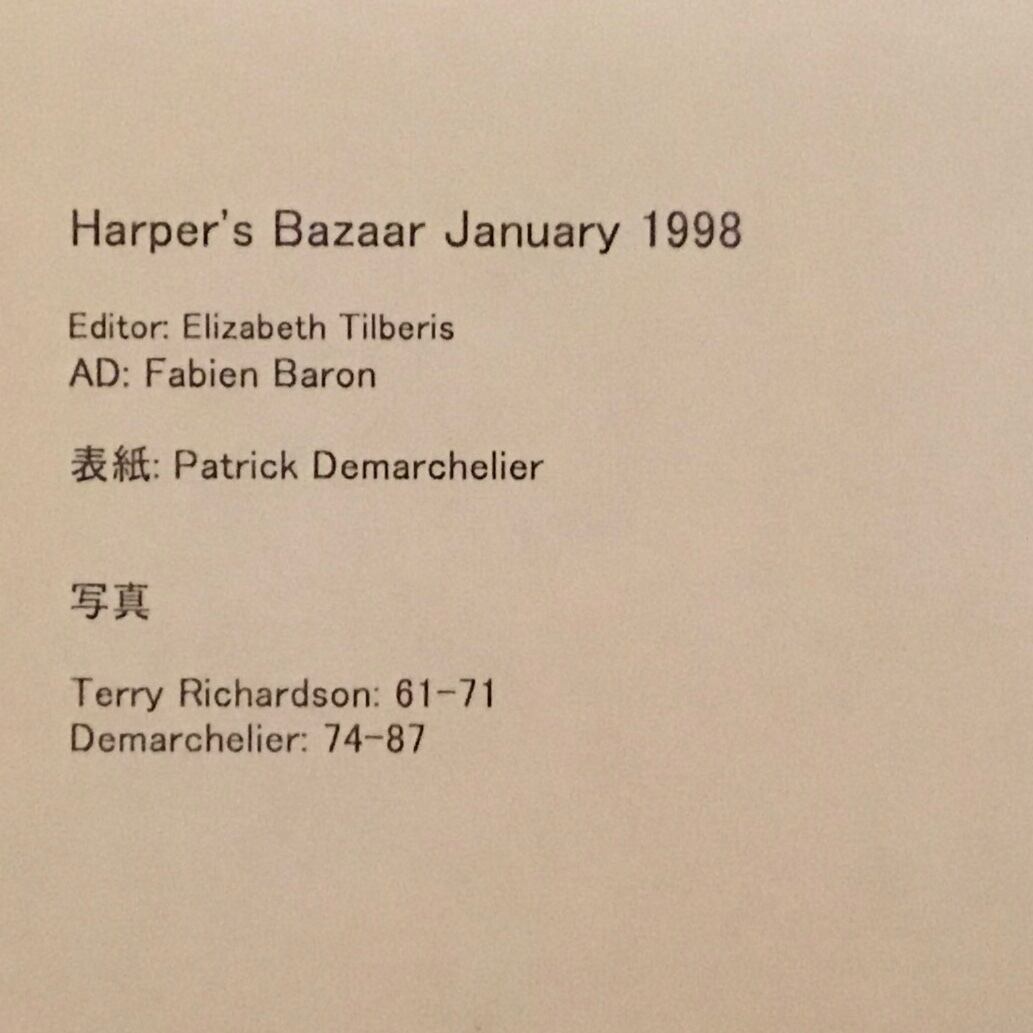 Harper's Bazaar January 1998
Editor: Elizabeth Tilberis
AD: Fabien Baron
表紙: Patrick Demarchelier
写真
Terry Richardson: 61-71
Demarchelier: 74-87